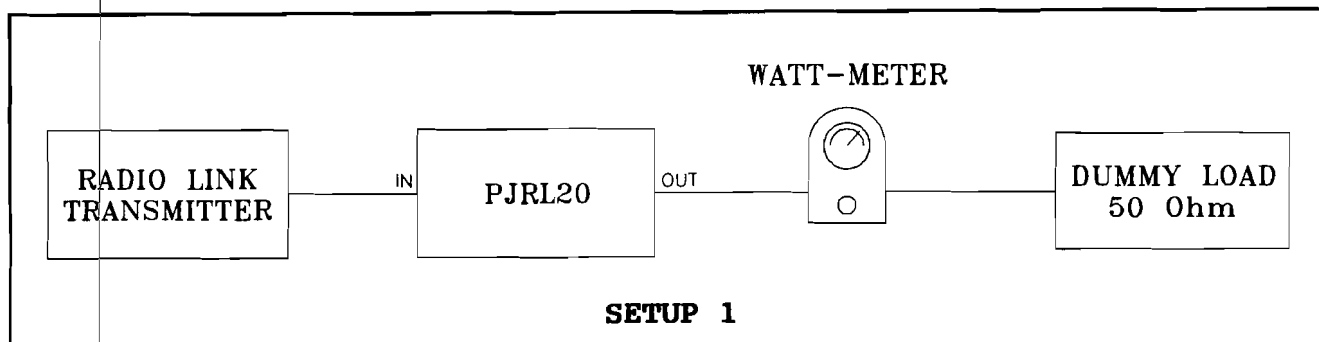 WATT-METER
RADIO LINK
TRANSMITTER
IN
PJRL20
OUT
DUMMY LOAD
50 Ohm
SETUP 1